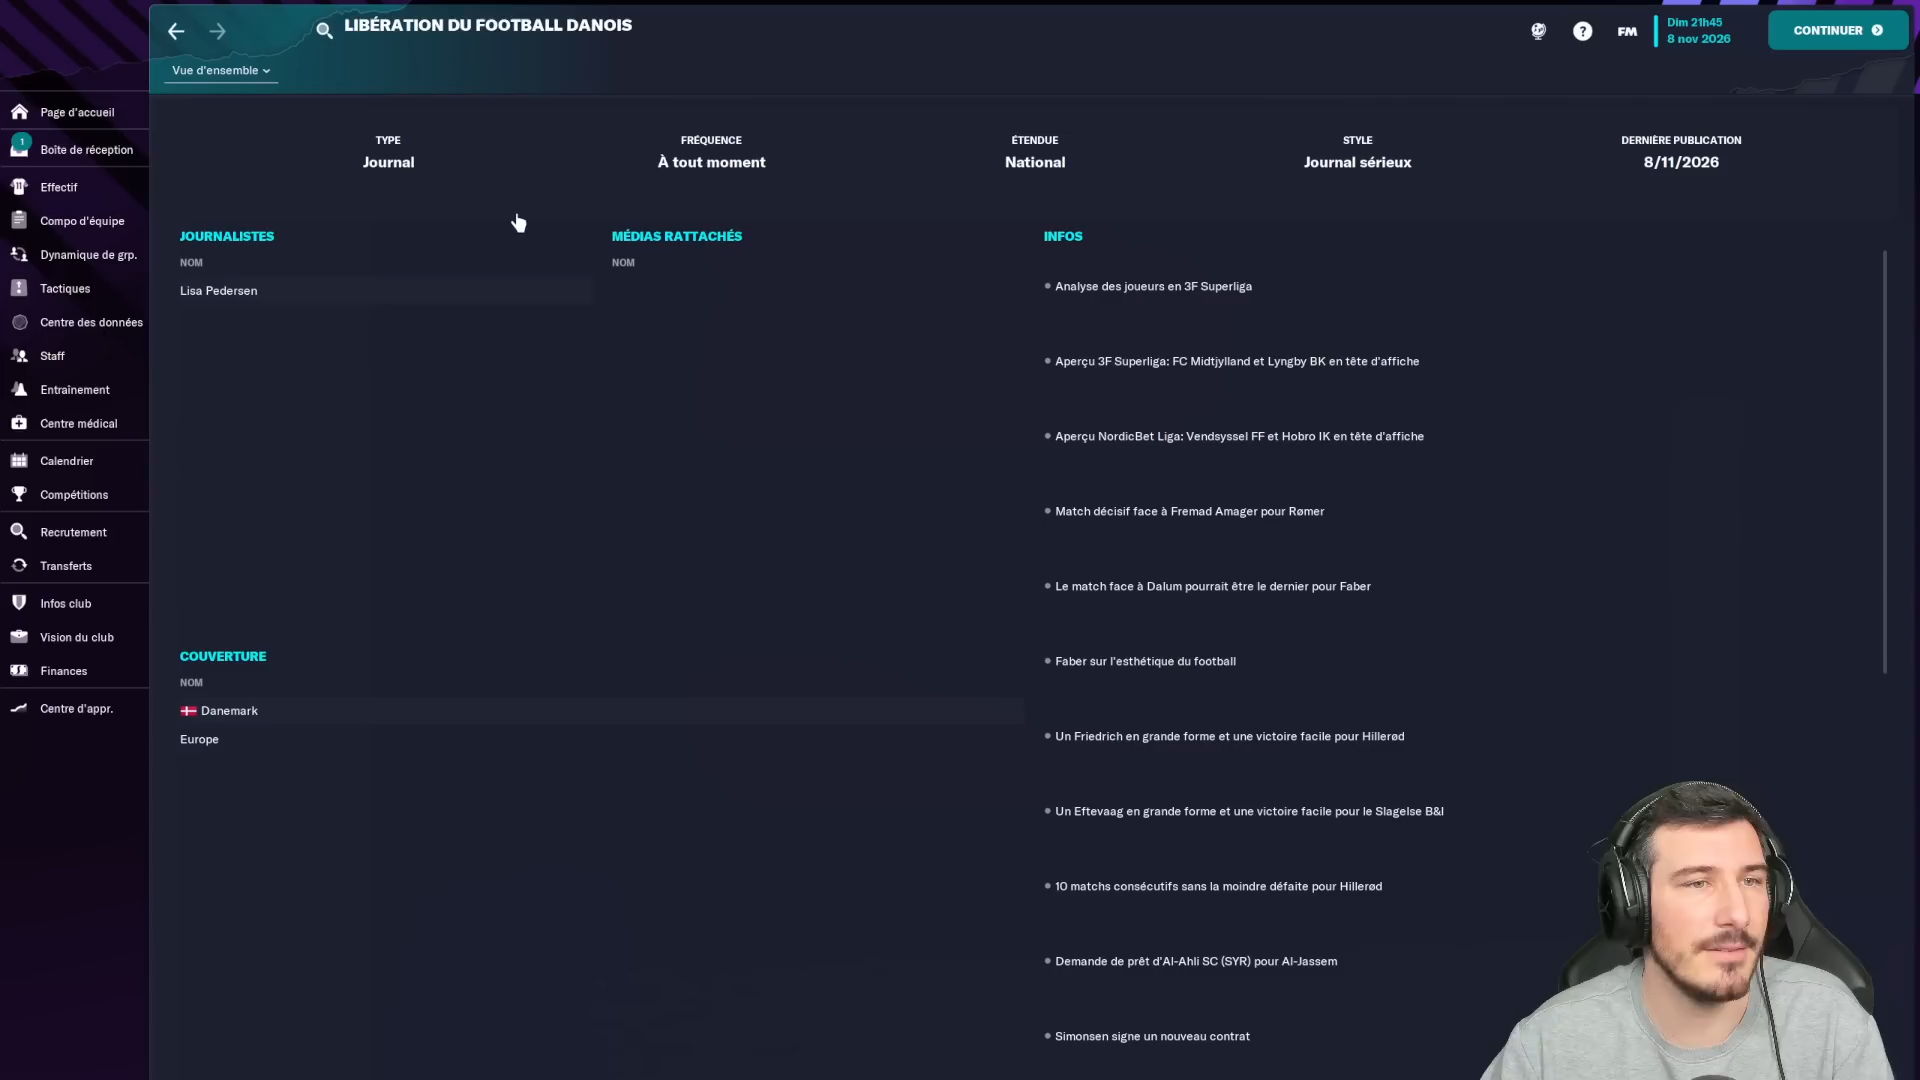 LIBÉRATION DU FOOTBALL DANOIS
FM
Dim 21h45
8 nov 2026
CONTINUER
Vue d'ensemble
Page d'accueil
1
Boîte de réception
Effectif
Compo d'équipe
Dynamique de grp.
Tactiques
Centre des données
Staff
Entraînement
Centre médical
Calendrier
Compétitions
Recrutement
Transferts
Infos club
Vision du club
Finances
Centre d'appr.
TYPE
Journal
FRÉQUENCE
À tout moment
ÉTENDUE
National
STYLE
Journal sérieux
DERNIÈRE PUBLICATION
8/11/2026
JOURNALISTES
NOM
Lisa Pedersen
MÉDIAS RATTACHÉS
NOM
COUVERTURE
NOM
Danemark
Europe
INFOS
Analyse des joueurs en 3F Superliga
Aperçu 3F Superliga: FC Midtjylland et Lyngby BK en tête d'affiche
Aperçu NordicBet Liga: Vendsyssel FF et Hobro IK en tête d'affiche
Match décisif face à Fremad Amager pour Rømer
Le match face à Dalum pourrait être le dernier pour Faber
Faber sur l'esthétique du football
Un Friedrich en grande forme et une victoire facile pour Hillerød
Un Eftevaag en grande forme et une victoire facile pour le Slagelse B&I
10 matchs consécutifs sans la moindre défaite pour Hillerød
Demande de prêt d'Al-Ahli SC (SYR) pour Al-Jassem
Simonsen signe un nouveau contrat